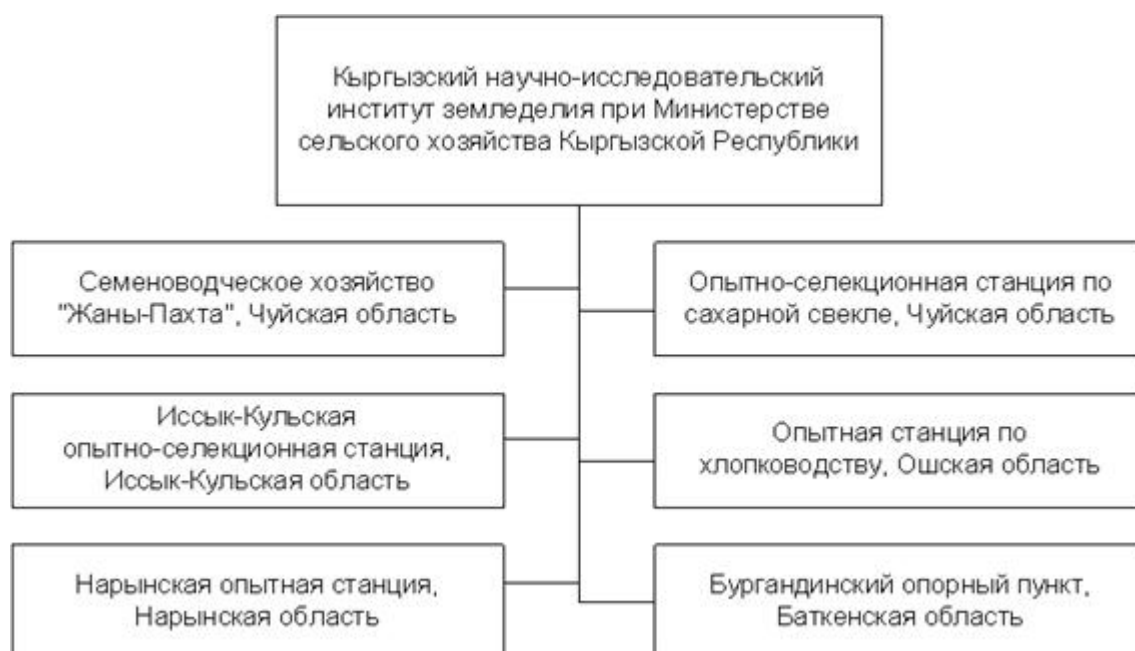 Кыргызский научно-исследовательский
институт земледелия при Министерстве
сельского хозяйства Кыргызской Республики
Семеноводческое хозяйство
"Жаны-Пахта", Чуйская область
Опытно-селекционная станция по
сахарной свекле, Чуйская область
Иссык-Кульская
опытно-селекционная станция,
Иссык-Кульская область
Опытная станция по
хлопководству, Ошская область
Нарынская опытная станция,
Нарынская область
Бургандинский опорный пункт,
Баткенская область